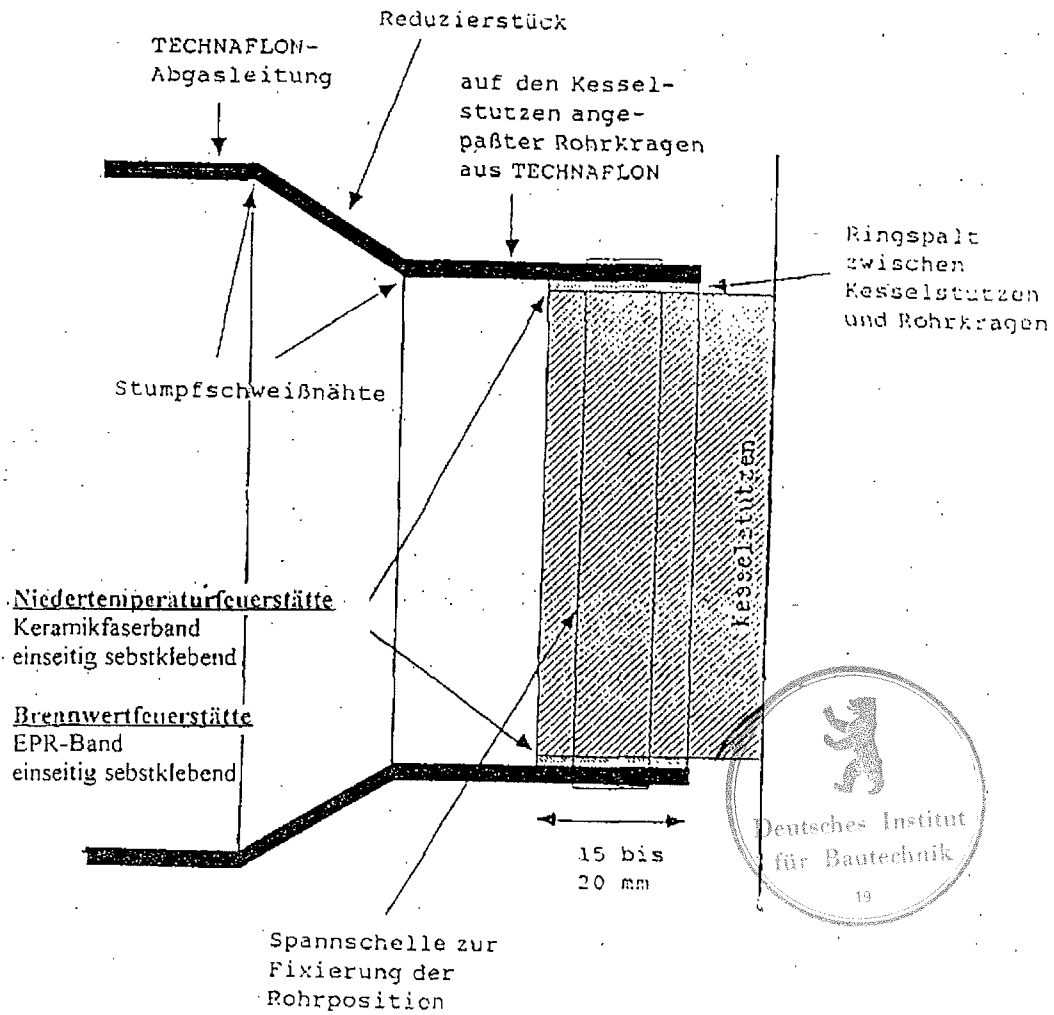 Reduzierstück
TECHNAFLON-
Abgasleitung
auf den Kessel-
stutzen ange-
paßter Rohrkragen
aus TECHNAFLON
Ringspalt
zwischen
Kesselstutzen
und Rohrkragen
Stumpfschweißnähte
Kesselstutzen
Niedertemperaturfeuerstätte
Keramikfaserband
einseitig sebstklebend
Brennwertfeuerstätte
EPR-Band
einseitig sebstklebend
Deutsches Institut
für Bautechnik
19
15 bis
20 mm
Spannschelle zur
Fixierung der
Rohrposition